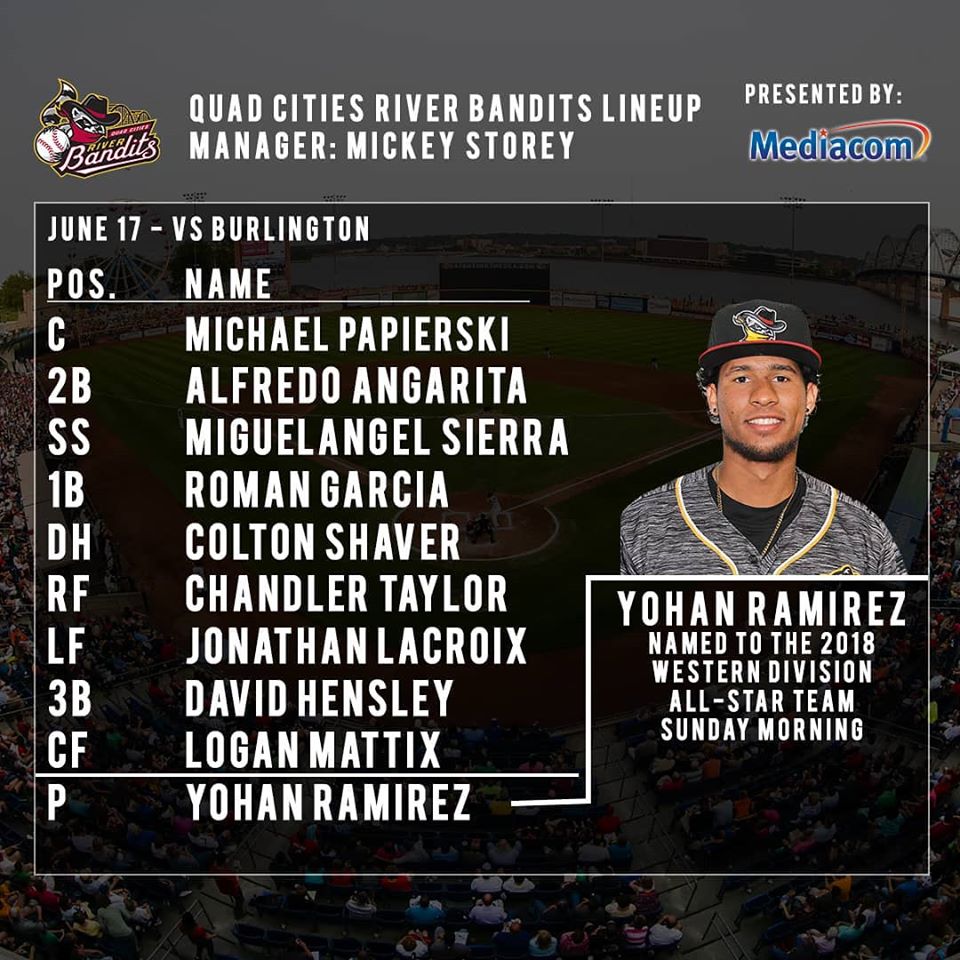 QUAD CITIES
RIVER
Bandits
QUAD CITIES RIVER BANDITS LINEUP
MANAGER: MICKEY STOREY
PRESENTED BY:
Mediacom
JUNE 17 - VS BURLINGTON
POS. NAME
C MICHAEL PAPIERSKI
2B ALFREDO ANGARITA
SS MIGUELANGEL SIERRA
1B ROMAN GARCIA
DH COLTON SHAVER
RF CHANDLER TAYLOR
LF JONATHAN LACROIX
3B DAVID HENSLEY
CF LOGAN MATTIX
P YOHAN RAMIREZ
YOHAN RAMIREZ
NAMED TO THE 2018
WESTERN DIVISION
ALL-STAR TEAM
SUNDAY MORNING